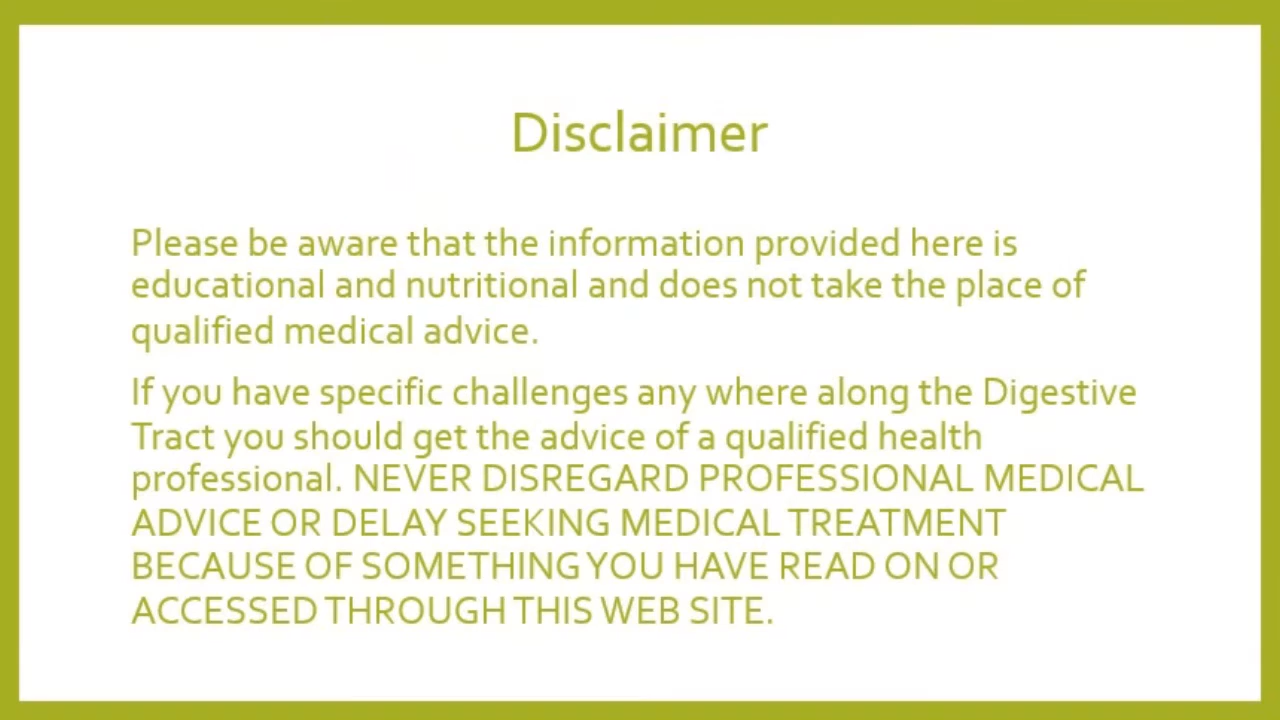 Disclaimer
Please be aware that the information provided here is
educational and nutritional and does not take the place of
qualified medical advice.
If you have specific challenges any where along the Digestive
Tract you should get the advice of a qualified health
professional. NEVER DISREGARD PROFESSIONAL MEDICAL
ADVICE OR DELAY SEEKING MEDICAL TREATMENT
BECAUSE OF SOMETHING YOU HAVE READ ON OR
ACCESSED THROUGH THIS WEB SITE.